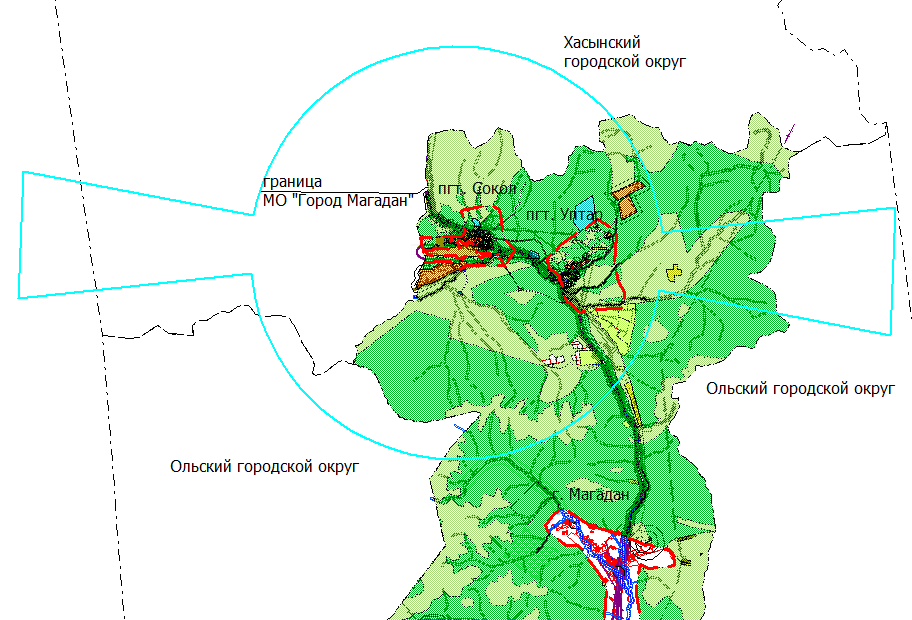 Хасынский
городской округ
граница
МО "Город Магадан"
пгт. Сокол
пгт. Уптар
Ольский городской округ
Ольский городской округ
г. Магадан